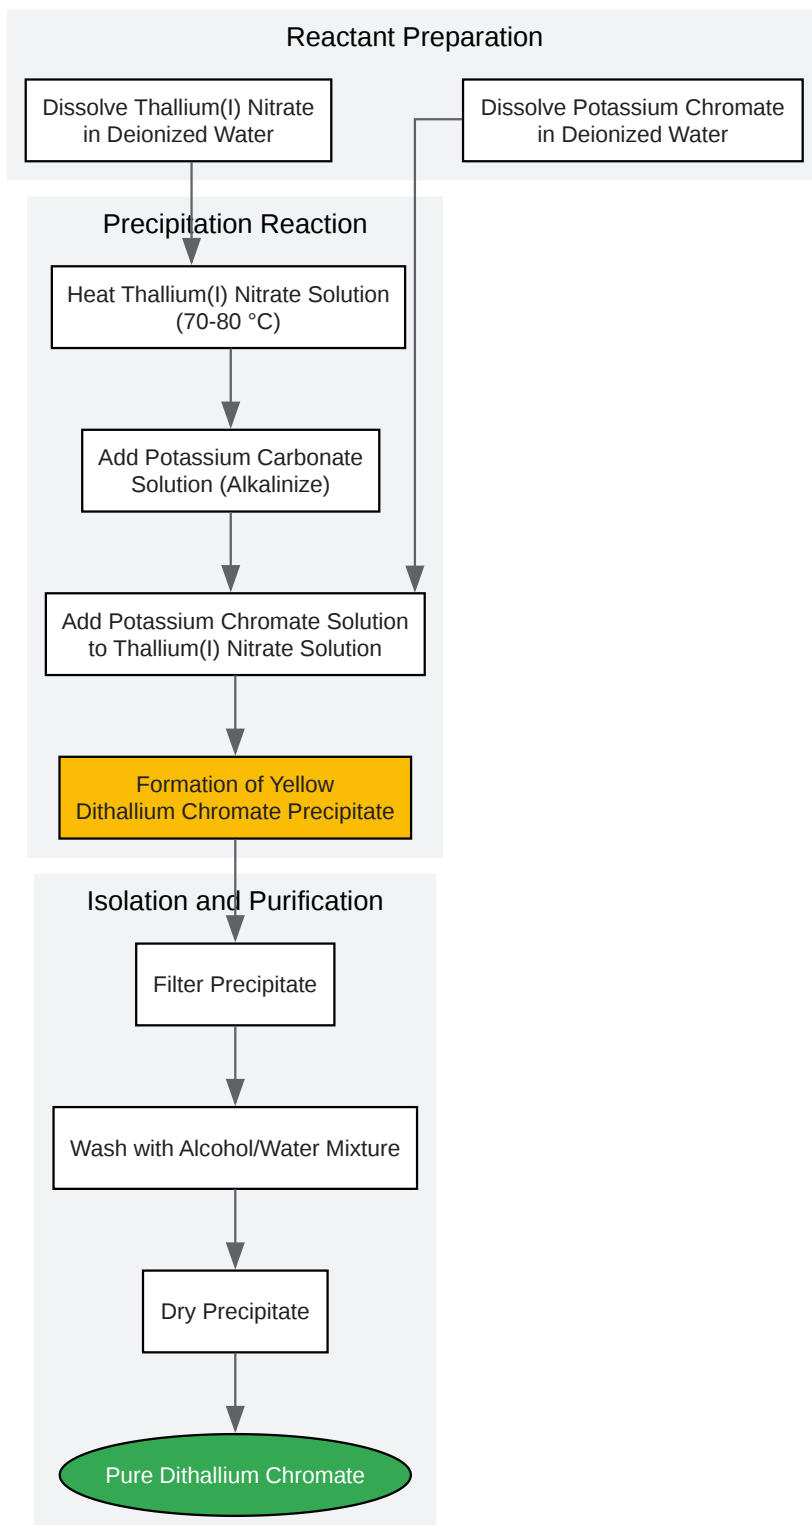 Reactant Preparation
Dissolve Thallium(I) Nitrate
in Deionized Water
Dissolve Potassium Chromate
in Deionized Water
Precipitation Reaction
Heat Thallium(I) Nitrate Solution
(70-80 °C)
Add Potassium Carbonate
Solution (Alkalinize)
Add Potassium Chromate Solution
to Thallium(I) Nitrate Solution
Formation of Yellow
Dithallium Chromate Precipitate
Isolation and Purification
Filter Precipitate
Wash with Alcohol/Water Mixture
Dry Precipitate
Pure Dithallium Chromate